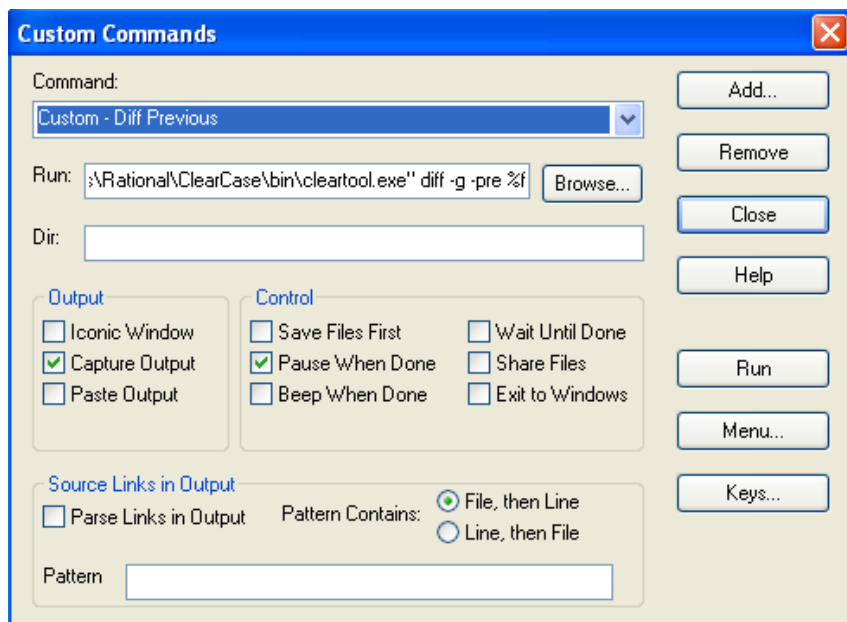 Custom Commands
Command:
Custom - Diff Previous
Run:
\Rational\ClearCase\bin\cleartool.exe" diff -g -pre %f
Browse...
Dir:
Output
Iconic Window
Capture Output
Paste Output
Control
Save Files First
Pause When Done
Beep When Done
Wait Until Done
Share Files
Exit to Windows
Source Links in Output
Parse Links in Output
Pattern Contains:
File, then Line
Line, then File
Pattern
Add...
Remove
Close
Help
Run
Menu...
Keys...